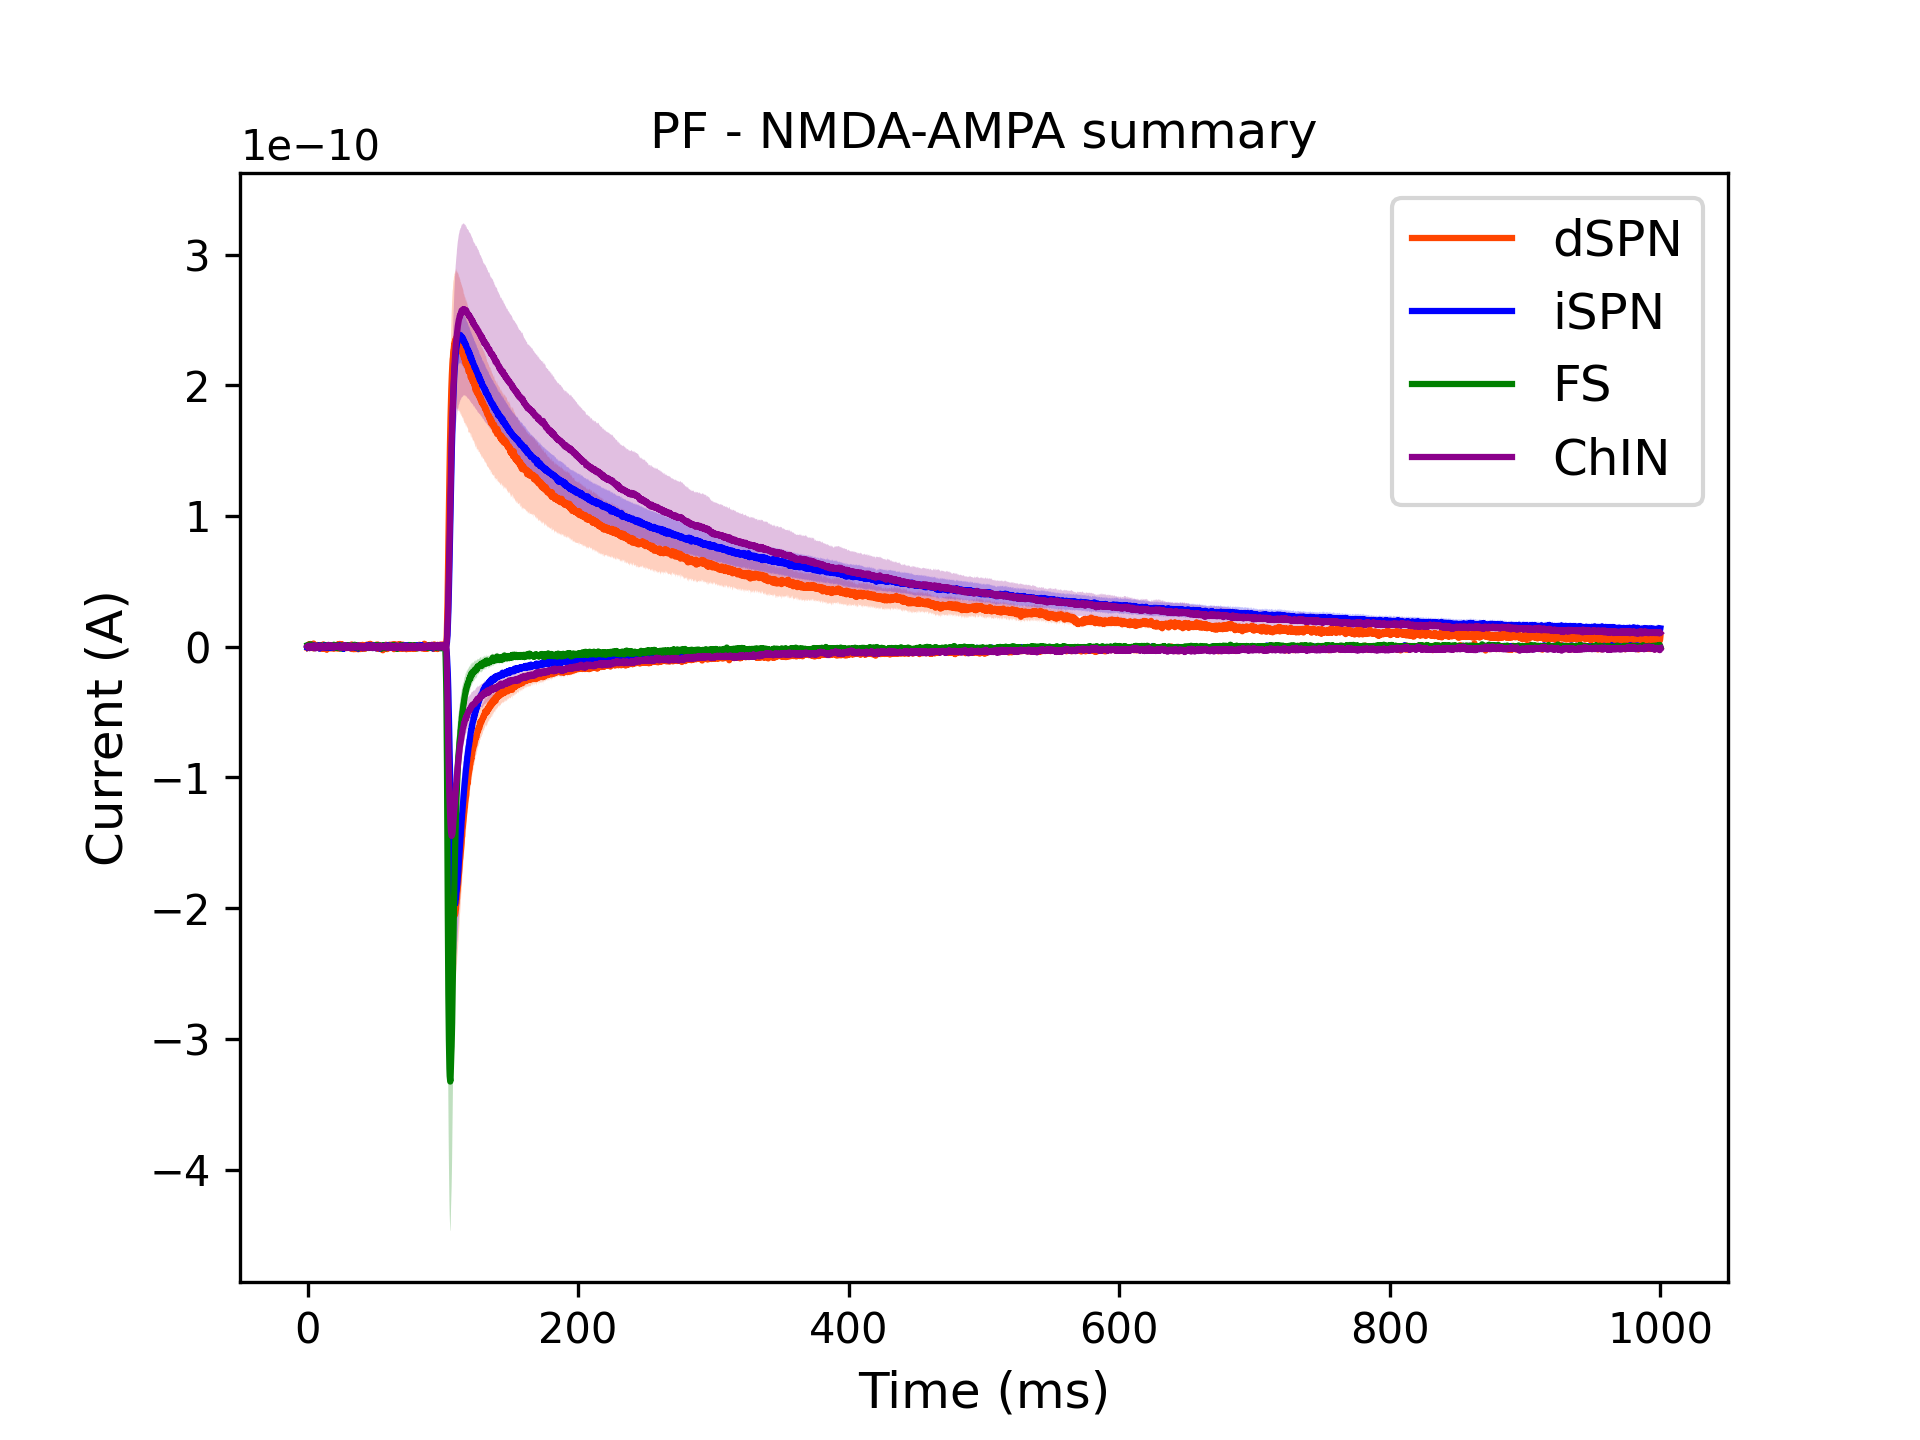 PF - NMDA-AMPA summary
1e−10
dSPN
iSPN
FS
ChIN
3
2
1
0
−1
−2
−3
−4
Current (A)
0 200 400 600 800 1000
Time (ms)